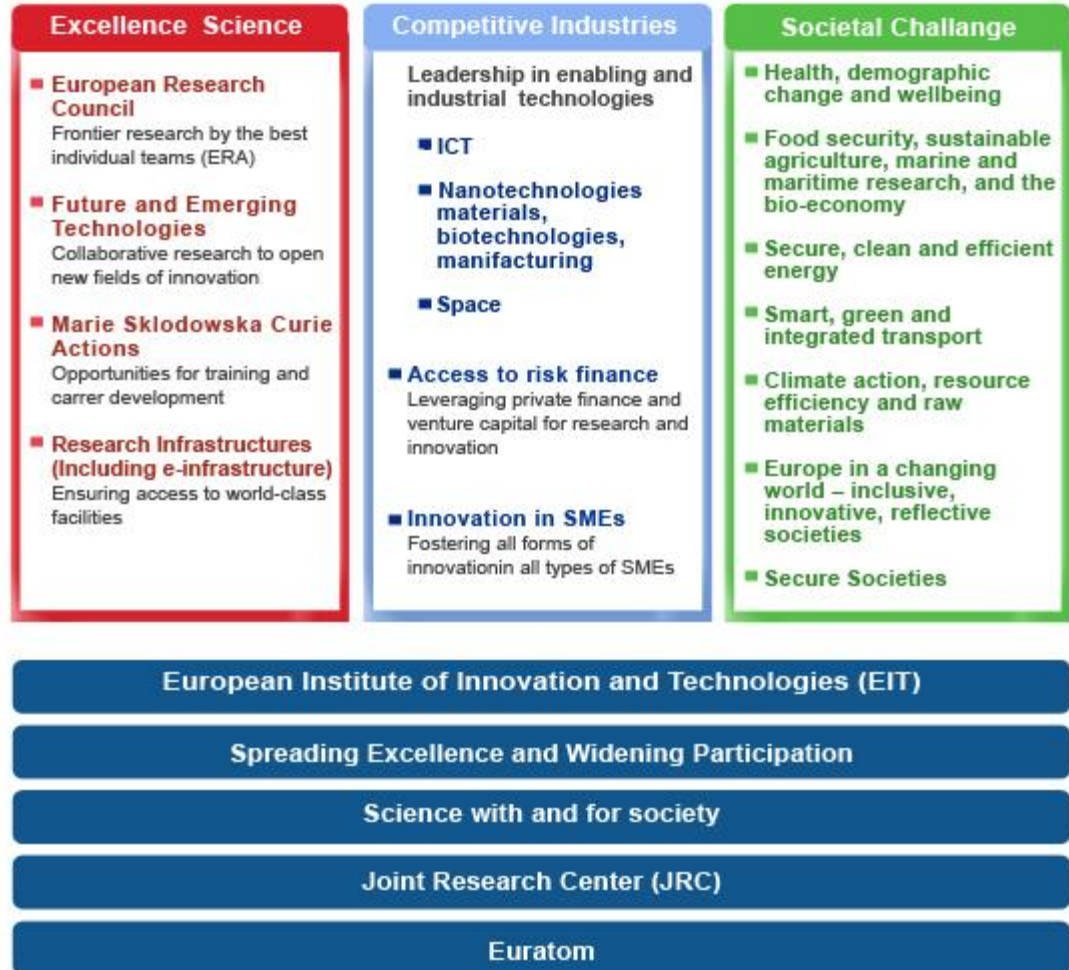 Excellence Science
European Research
Council
Frontier research by the best
individual teams (ERA)
Future and Emerging
Technologies
Collaborative research to open
new fields of innovation
Marie Sklodowska Curie
Actions
Opportunities for training and
carrer development
Research Infrastructures
(Including e-infrastructure)
Ensuring access to world-class
facilities
Competitive Industries
Leadership in enabling and
industrial technologies
ICT
Nanotechnologies
materials,
biotechnologies,
manifacturing
Space
Access to risk finance
Leveraging private finance and
venture capital for research and
innovation
Innovation in SMEs
Fostering all forms of
innovationin all types of SMEs
Societal Challange
Health, demographic
change and wellbeing
Food security, sustainable
agriculture, marine and
maritime research, and the
bio-economy
Secure, clean and efficient
energy
Smart, green and
integrated transport
Climate action, resource
efficiency and raw
materials
Europe in a changing
world – inclusive,
innovative, reflective
societies
Secure Societies
European Institute of Innovation and Technologies (EIT)
Spreading Excellence and Widening Participation
Science with and for society
Joint Research Center (JRC)
Euratom